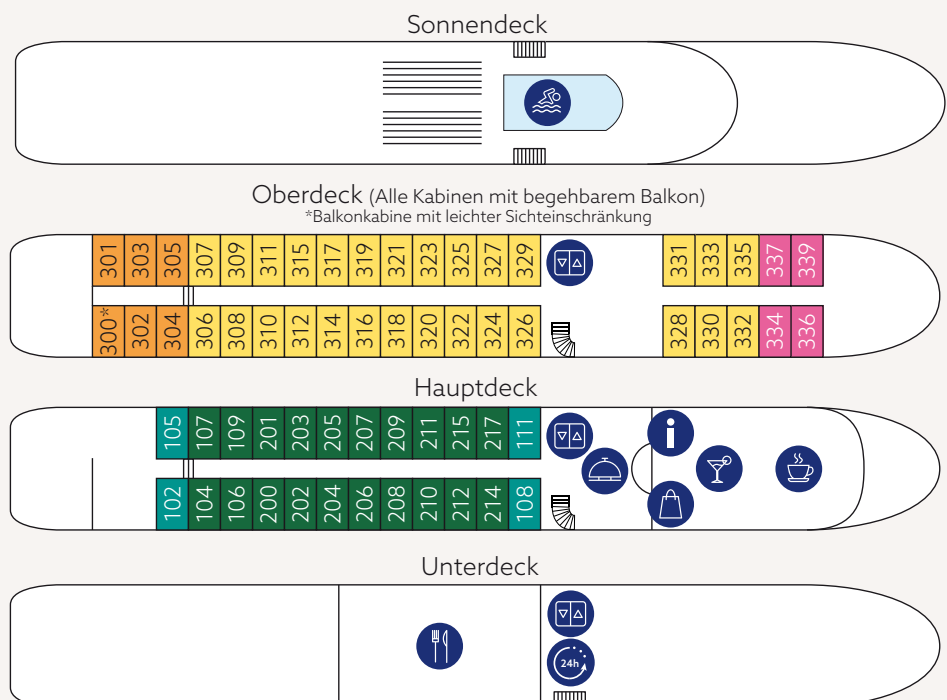 Sonnendeck
Oberdeck (Alle Kabinen mit begehbarem Balkon)
*Balkonkabine mit leichter Sichteinschränkung
301 303 305 307 309 311 315 317 319 321 323 325 327 329 331 333 335 337 339
300* 302 304 306 308 310 312 314 316 318 320 322 324 326 328 330 332 334 336
Hauptdeck
105 107 109 201 203 205 207 209 211 215 217 111
102 104 106 200 202 204 206 208 210 212 214 108
Unterdeck
24h